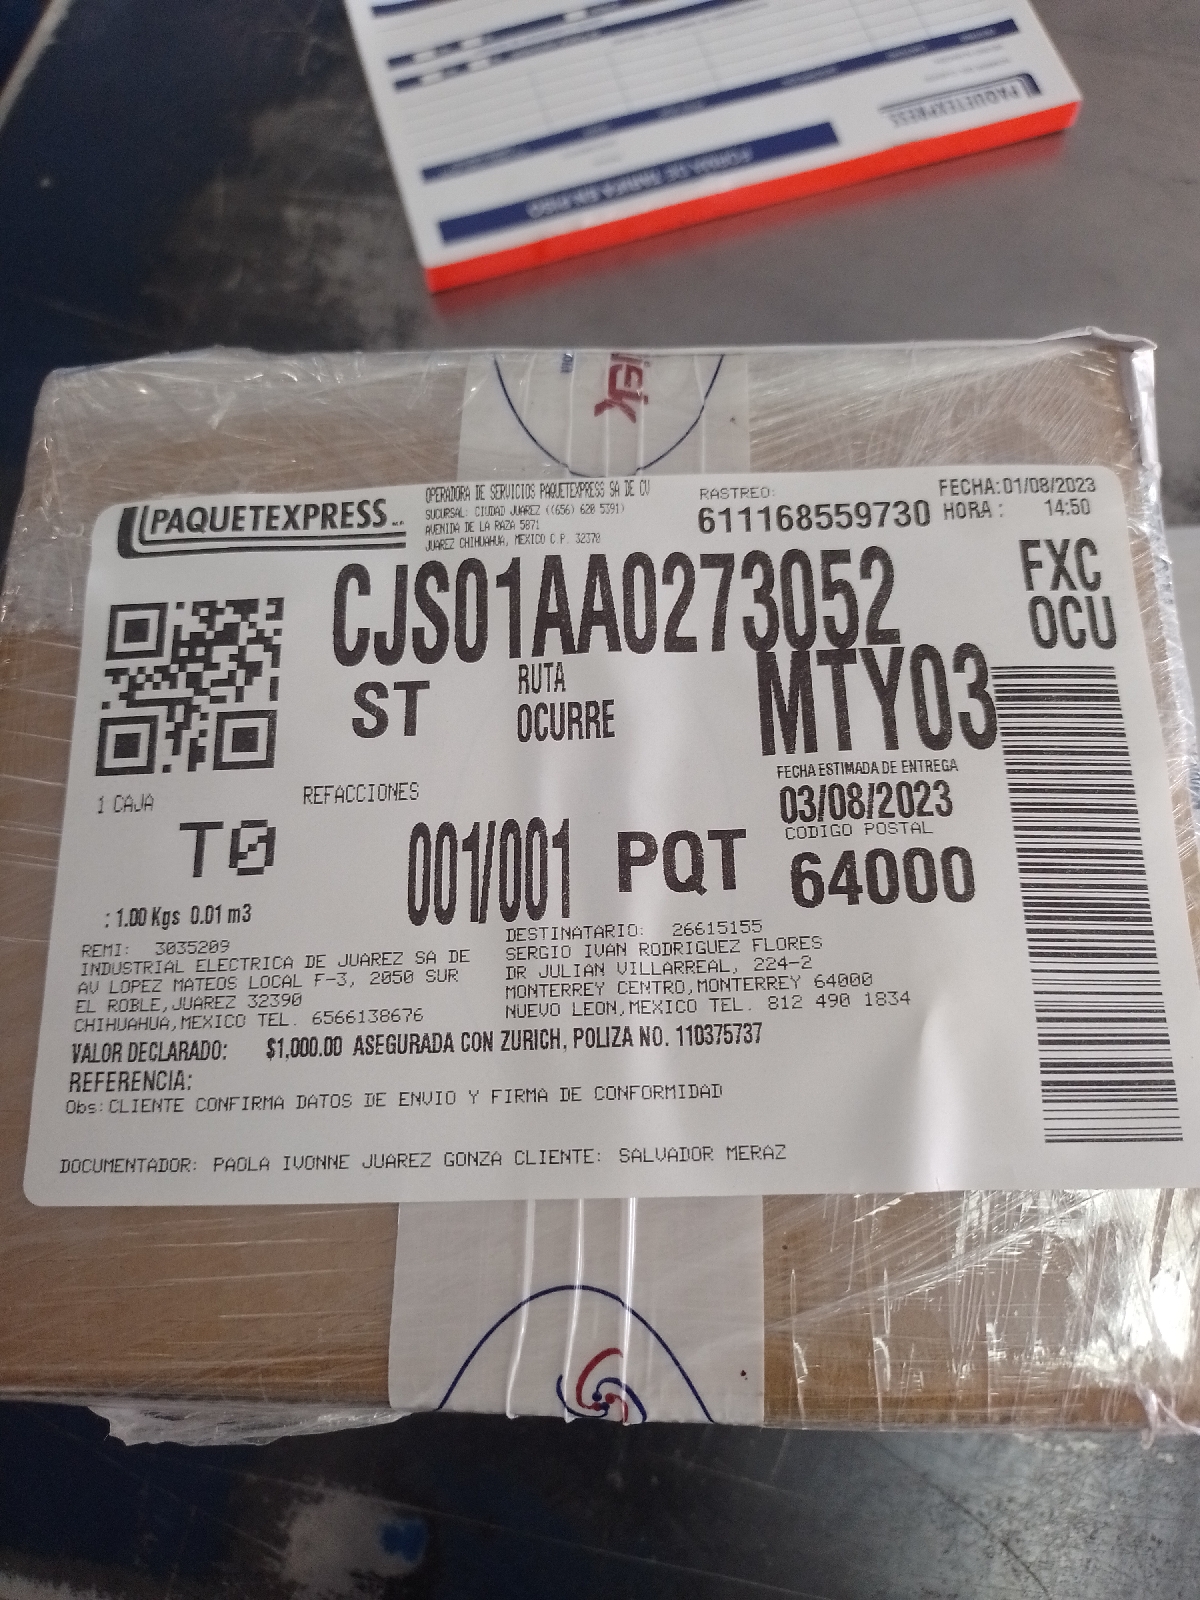 FORMA DE MARCA EN PISO
PAQUETEXPRESS
PAQUETEXPRESS
OPERADORA DE SERVICIOS PAQUETEXPRESS SA DE CV
SUCURSAL: CIUDAD JUAREZ ((656) 620 5391)
AVENIDA DE LA RAZA 5871
JUAREZ CHIHUAHUA, MEXICO C.P. 32370
RASTREO:
611168559730
FECHA:01/08/2023
HORA: 14:50
CJS01AA0273052
FXC
OCU
ST
RUTA
OCURRE
MTY03
FECHA ESTIMADA DE ENTREGA
03/08/2023
1 CAJA
REFACCIONES
CODIGO POSTAL
T0
001/001
PQT
64000
: 1.00 Kgs 0.01 m3
REMI: 3035209
INDUSTRIAL ELECTRICA DE JUAREZ SA DE
AV LOPEZ MATEOS LOCAL F-3, 2050 SUR
EL ROBLE,JUAREZ 32390
CHIHUAHUA,MEXICO TEL. 6566138676
DESTINATARIO: 26615155
SERGIO IVAN RODRIGUEZ FLORES
DR JULIAN VILLARREAL, 224-2
MONTERREY CENTRO,MONTERREY 64000
NUEVO LEON,MEXICO TEL. 812 490 1834
VALOR DECLARADO: $1,000.00 ASEGURADA CON ZURICH, POLIZA NO. 110375737
REFERENCIA:
Obs:CLIENTE CONFIRMA DATOS DE ENVIO Y FIRMA DE CONFORMIDAD
DOCUMENTADOR: PAOLA IVONNE JUAREZ GONZA CLIENTE: SALVADOR MERAZ